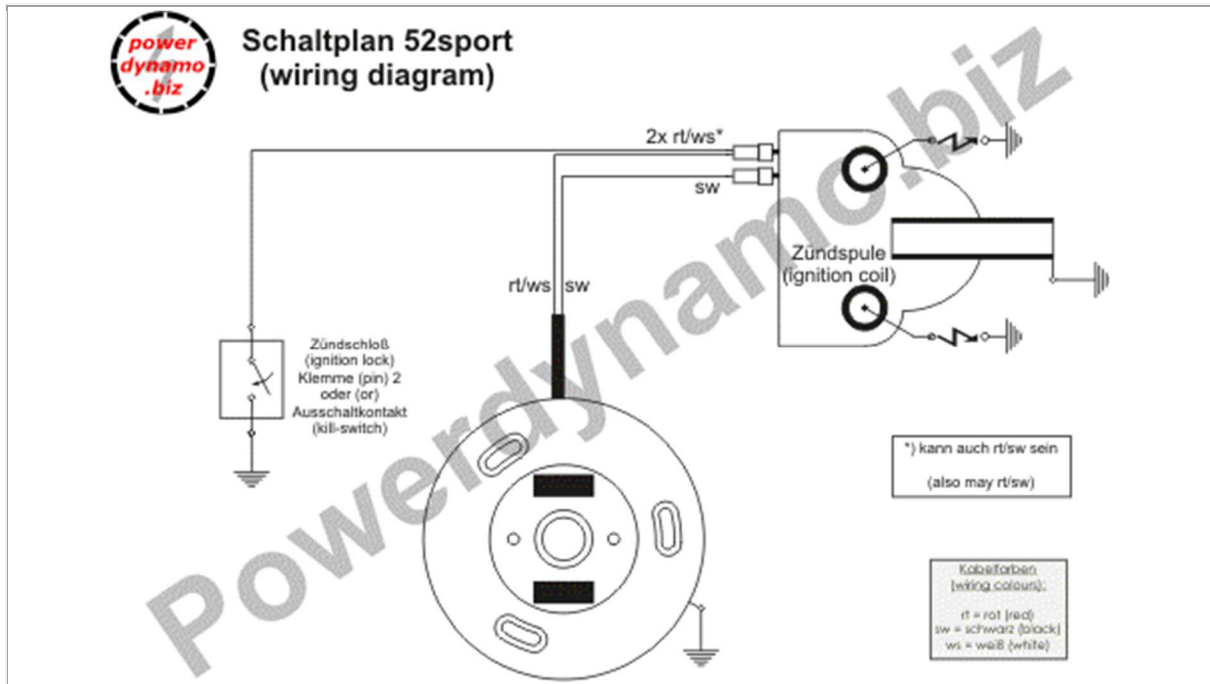 power
dynamo
.biz
Schaltplan 52sport
(wiring diagram)
2x rt/ws*
sw
rt/ws sw
Zündspule
(ignition coil)
Zündschloß
(ignition lock)
Klemme (pin) 2
oder (or)
Ausschaltkontakt
(kill-switch)
*) kann auch rt/sw sein
(also may rt/sw)
Kabelfarben
(wiring colours):
rt = rot (red)
sw = schwarz (black)
ws = weiß (white)
Powerdynamo.biz